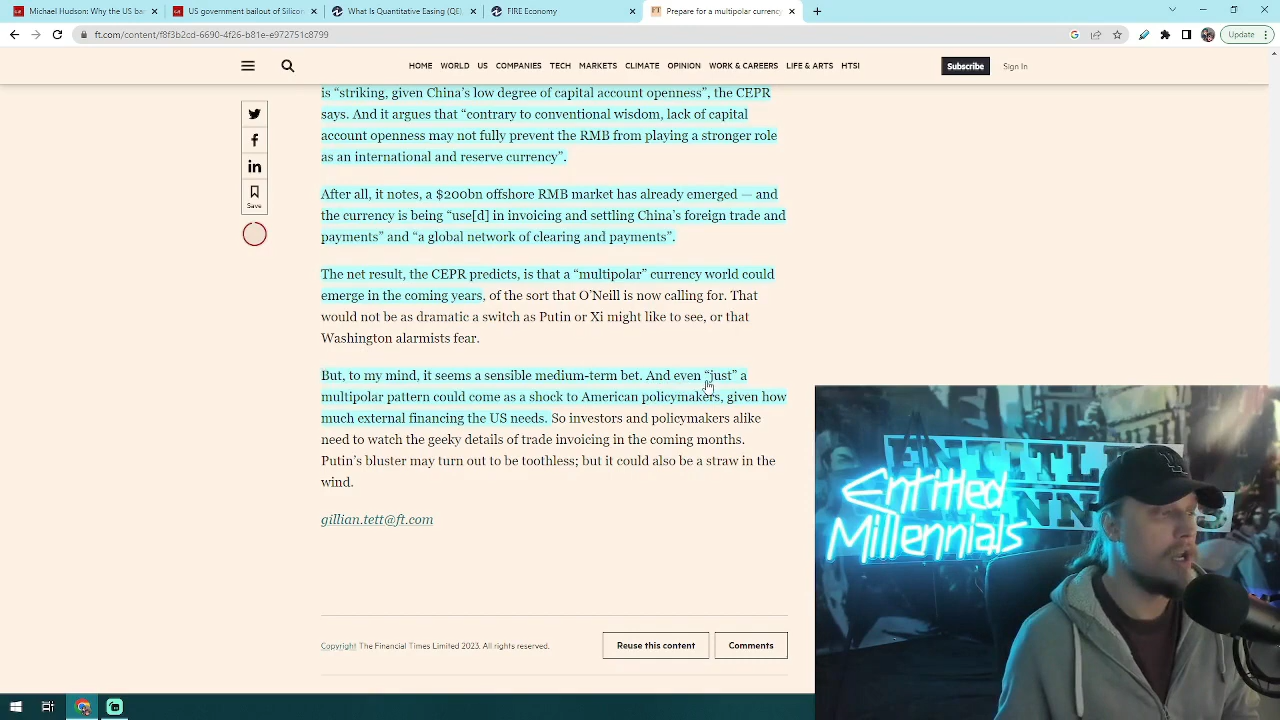 Michael Hudson: Why the US ba
US government bailout of Silicor
What Is Quantitative Easing (QE)
FIRE Economy
Prepare for a multipolar currency
ft.com/content/f8f3b2cd-6690-4f26-b81e-e972751c8799
Update
HOME WORLD US COMPANIES TECH MARKETS CLIMATE OPINION WORK & CAREERS LIFE & ARTS HTSI
Subscribe Sign In
Save
is “striking, given China’s low degree of capital account openness”, the CEPR
says. And it argues that “contrary to conventional wisdom, lack of capital
account openness may not fully prevent the RMB from playing a stronger role
as an international and reserve currency”.
After all, it notes, a $200bn offshore RMB market has already emerged — and
the currency is being “use[d] in invoicing and settling China’s foreign trade and
payments” and “a global network of clearing and payments”.
The net result, the CEPR predicts, is that a “multipolar” currency world could
emerge in the coming years, of the sort that O’Neill is now calling for. That
would not be as dramatic a switch as Putin or Xi might like to see, or that
Washington alarmists fear.
But, to my mind, it seems a sensible medium-term bet. And even “just” a
multipolar pattern could come as a shock to American policymakers, given how
much external financing the US needs. So investors and policymakers alike
need to watch the geeky details of trade invoicing in the coming months.
Putin’s bluster may turn out to be toothless; but it could also be a straw in the
wind.
gillian.tett@ft.com
Copyright The Financial Times Limited 2023. All rights reserved.
Reuse this content
Comments
Entitled
Millennials